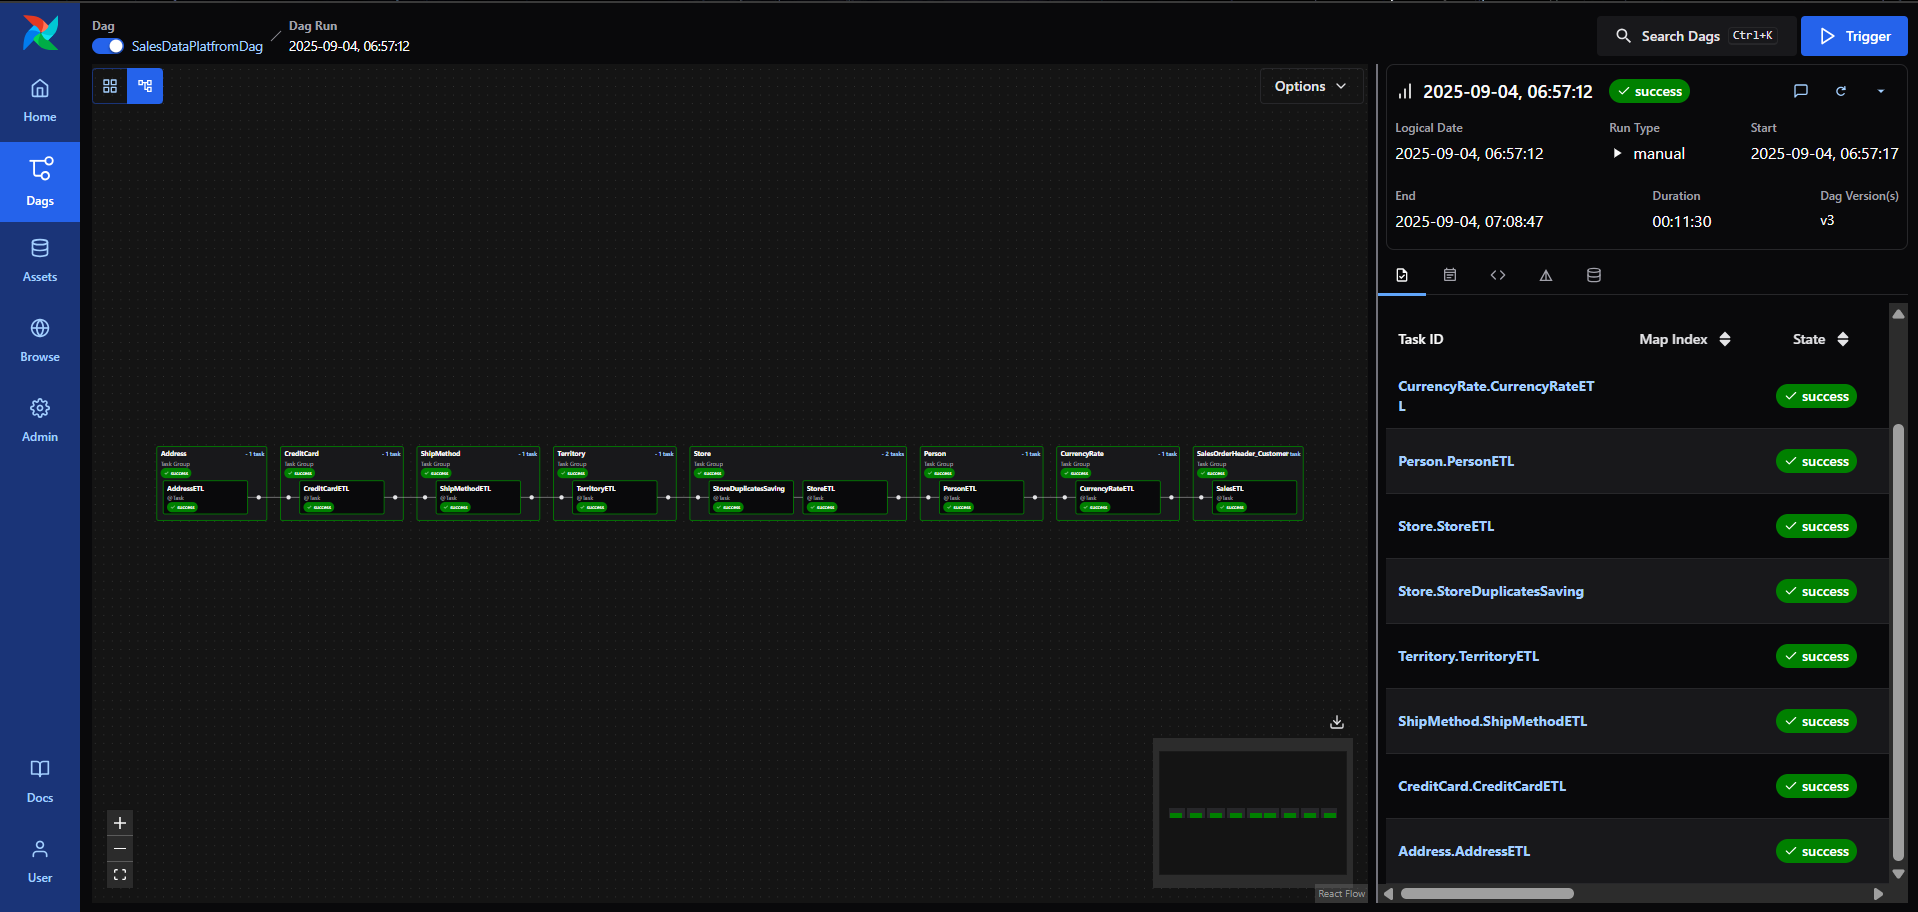 Dag
SalesDataPlatfromDag
Dag Run
2025-09-04, 06:57:12
Search Dags Ctrl+K
Trigger
Home
Dags
Assets
Browse
Admin
Docs
User
Options
Address - 1 task
Task Group
success
AddressETL
@Task
success
CreditCard - 1 task
Task Group
success
CreditCardETL
@Task
success
ShipMethod - 1 task
Task Group
success
ShipMethodETL
@Task
success
Territory - 1 task
Task Group
success
TerritoryETL
@Task
success
Store - 2 tasks
Task Group
success
StoreDuplicatesSaving
@Task
success
StoreETL
@Task
success
Person - 1 task
Task Group
success
PersonETL
@Task
success
CurrencyRate - 1 task
Task Group
success
CurrencyRateETL
@Task
success
SalesOrderHeader_Customer task
Task Group
success
SalesETL
@Task
success
React Flow
2025-09-04, 06:57:12 success
Logical Date
2025-09-04, 06:57:12
Run Type
manual
Start
2025-09-04, 06:57:17
End
2025-09-04, 07:08:47
Duration
00:11:30
Dag Version(s)
v3
Task ID Map Index State
CurrencyRate.CurrencyRateET
L
success
Person.PersonETL success
Store.StoreETL success
Store.StoreDuplicatesSaving success
Territory.TerritoryETL success
ShipMethod.ShipMethodETL success
CreditCard.CreditCardETL success
Address.AddressETL success